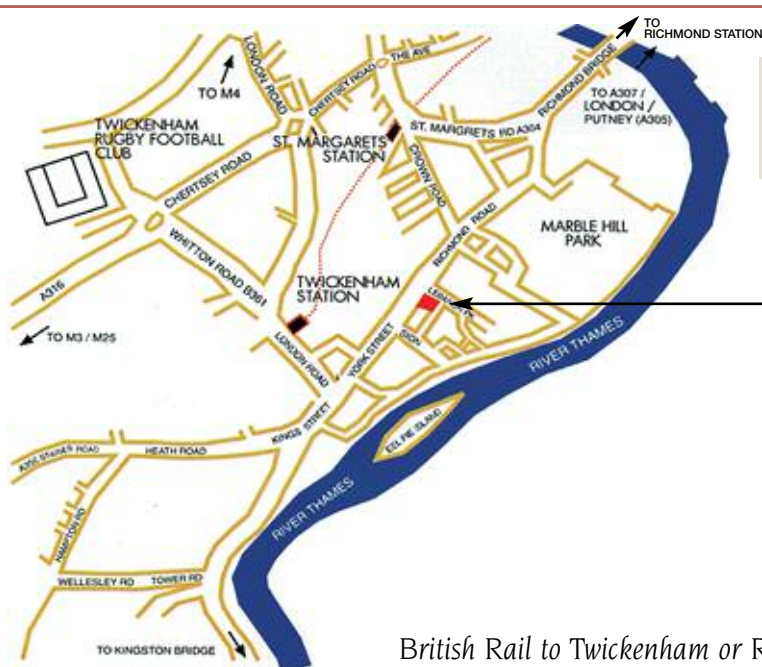 TO
RICHMOND STATION
LONDON ROAD
TO M4
CHERTSEY ROAD
THE AVE
RICHMOND BRIDGE
TO A307 /
LONDON /
PUTNEY (A305)
TWICKENHAM
RUGBY FOOTBALL
CLUB
ST. MARGARETS
STATION
ST. MARGRETS RD A304
CROWN ROAD
CHERTSEY ROAD
RICHMOND ROAD
MARBLE HILL
PARK
WHITTON ROAD B361
TWICKENHAM
STATION
A316
TO M3 / M25
LONDON ROAD
YORK STREET
SION
RIVER THAMES
KINGS STREET
EEL PIE ISLAND
HEATH ROAD
HAMPTON RD
RIVER THAMES
WELLESLEY RD
TOWER RD
TO KINGSTON BRIDGE
British Rail to Twickenham or